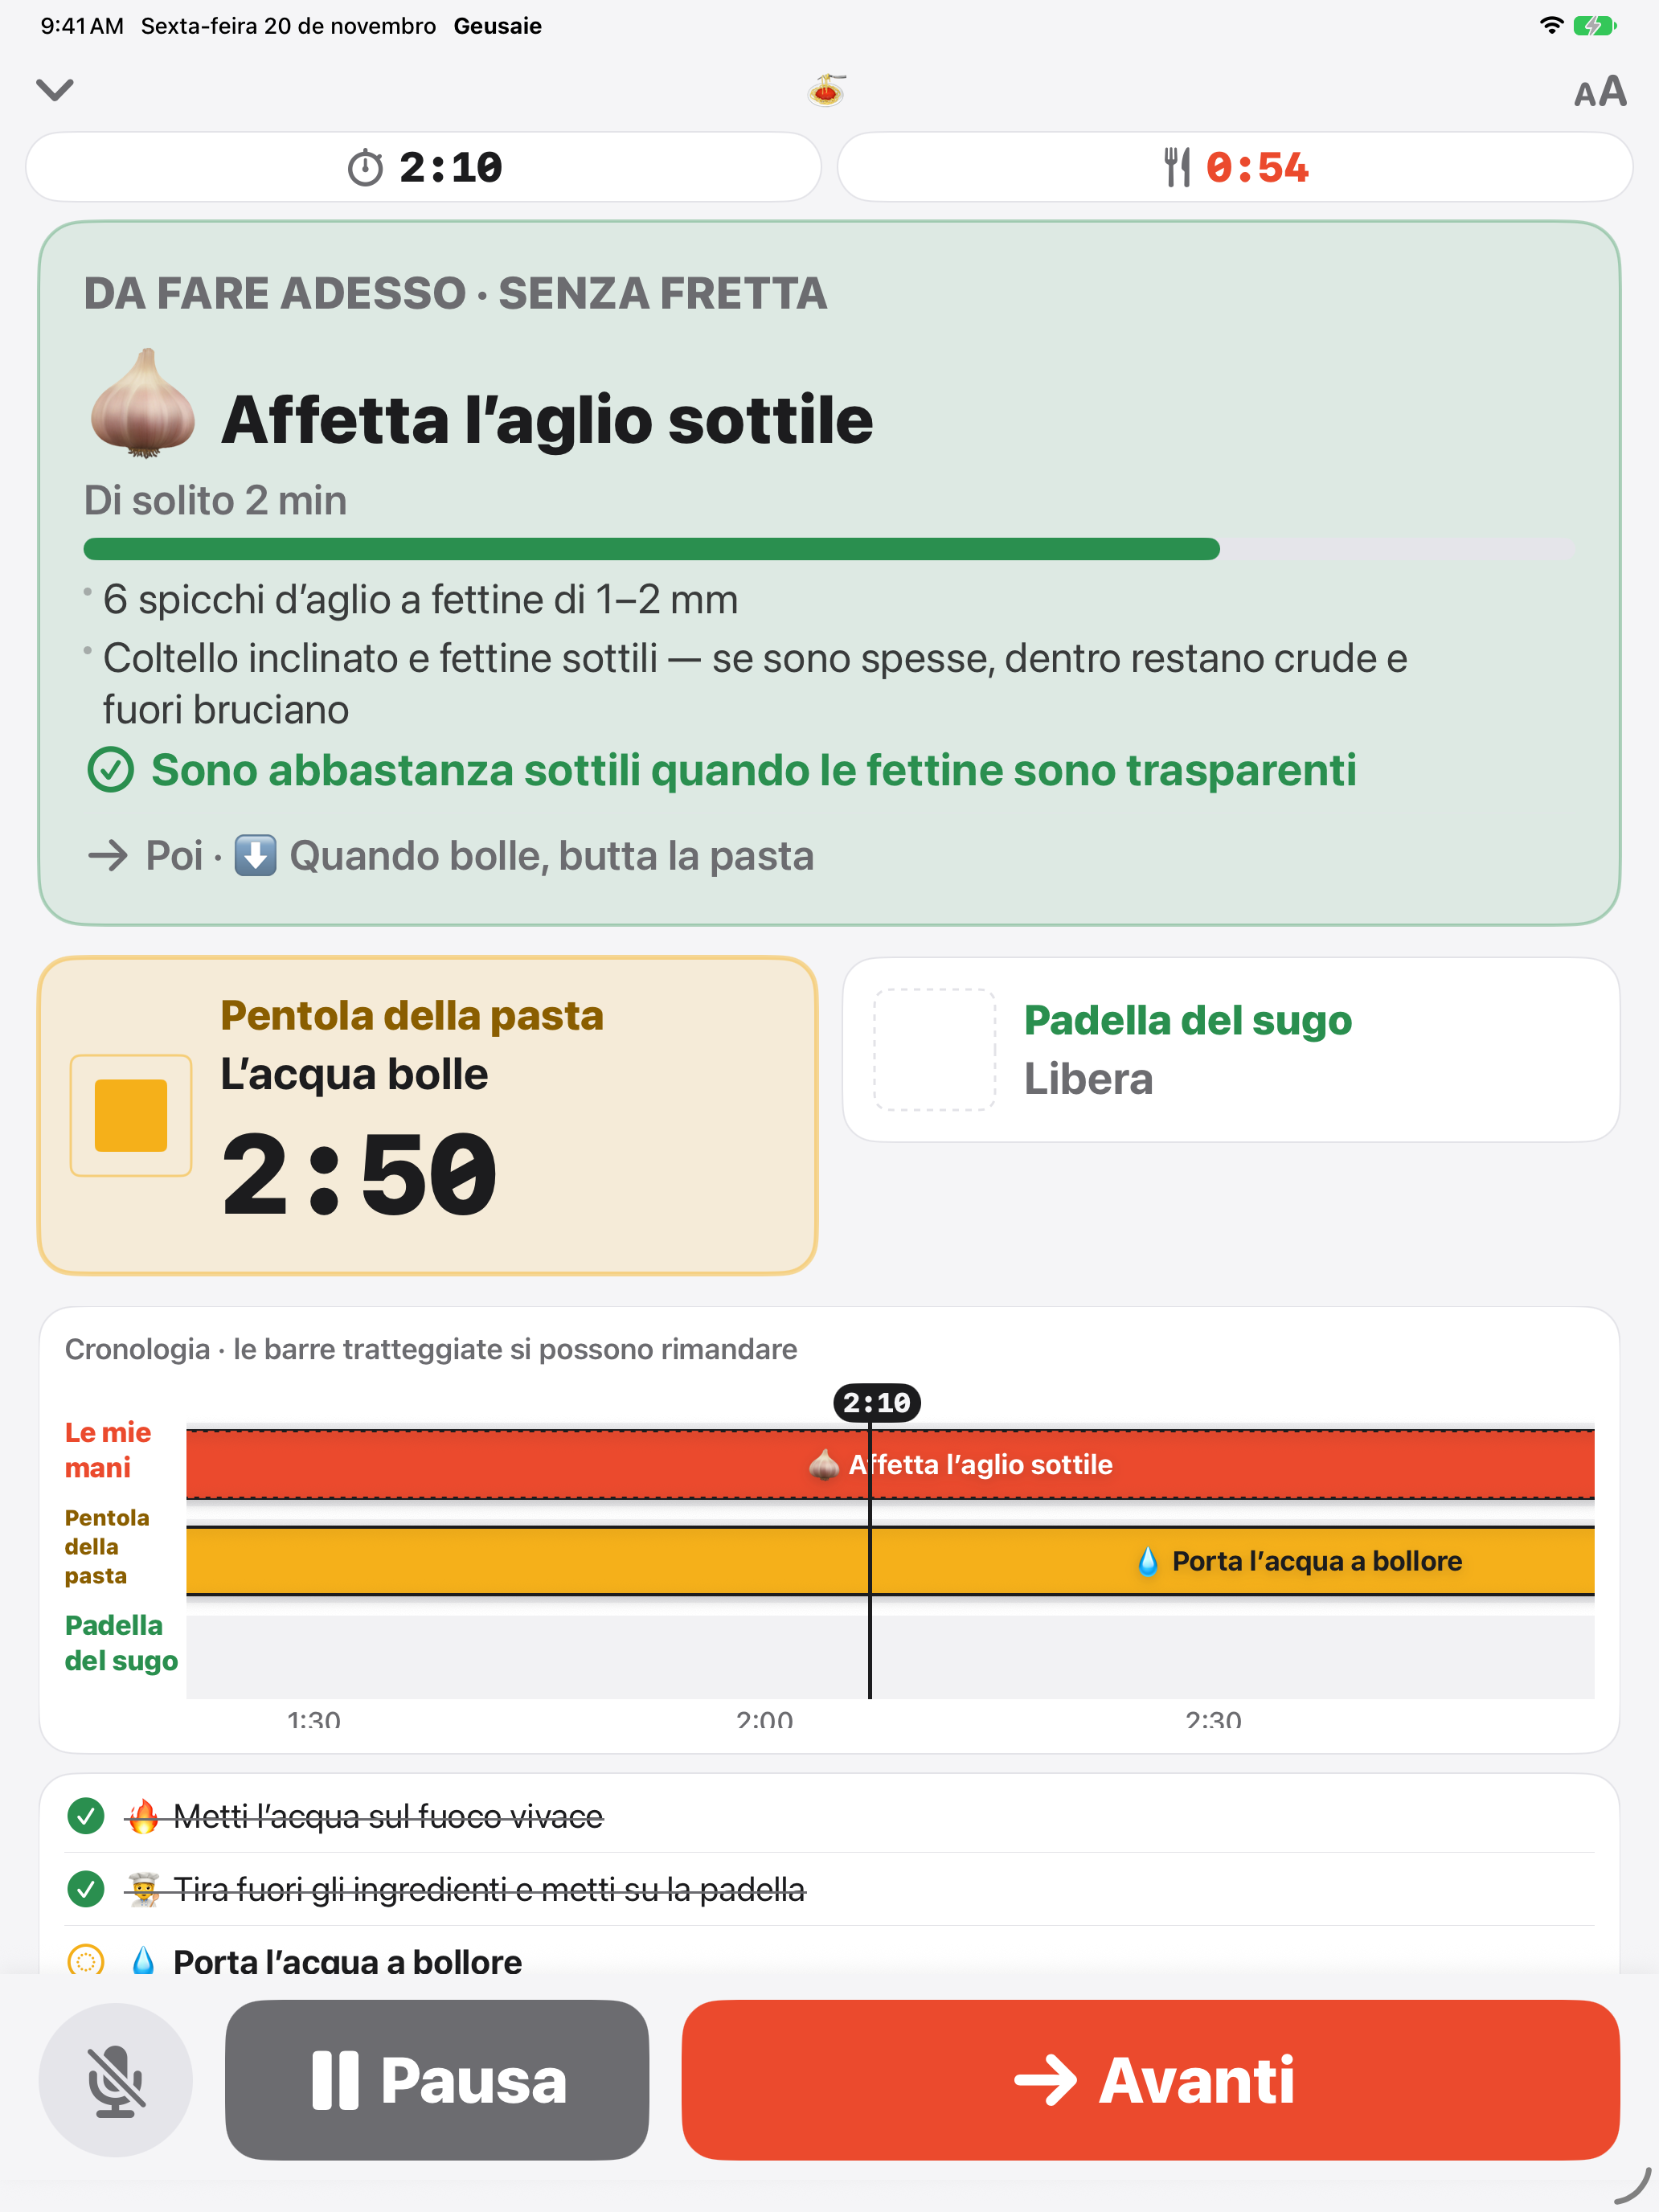 9:41 AM Sexta-feira 20 de novembro Geusaie
AA
2:10
0:54
DA FARE ADESSO · SENZA FRETTA
Affetta l’aglio sottile
Di solito 2 min
6 spicchi d’aglio a fettine di 1–2 mm
Coltello inclinato e fettine sottili — se sono spesse, dentro restano crude e
fuori bruciano
Sono abbastanza sottili quando le fettine sono trasparenti
Poi · Quando bolle, butta la pasta
Pentola della pasta
L’acqua bolle
2:50
Padella del sugo
Libera
Cronologia · le barre tratteggiate si possono rimandare
2:10
Le mie
mani
Affetta l’aglio sottile
Pentola
della
pasta
Porta l’acqua a bollore
Padella
del sugo
1:30 2:00 2:30
Metti l’acqua sul fuoco vivace
Tira fuori gli ingredienti e metti su la padella
Porta l’acqua a bollore
Pausa
Avanti